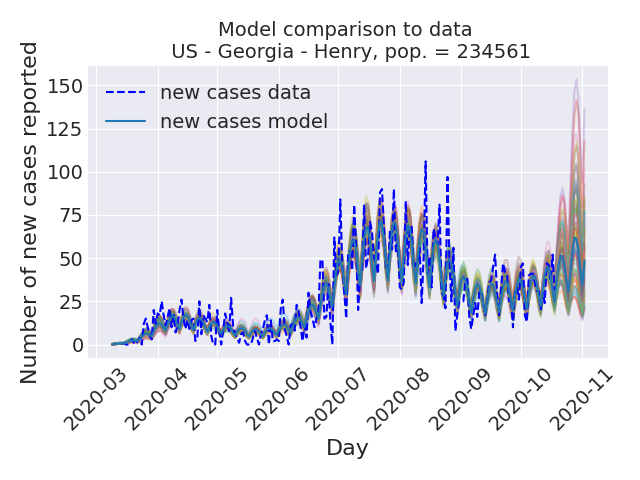 Model comparison to data
US - Georgia - Henry, pop. = 234561
Number of new cases reported
150
125
100
75
50
25
0
new cases data
new cases model
2020-03
2020-04
2020-05
2020-06
2020-07
2020-08
2020-09
2020-10
2020-11
Day